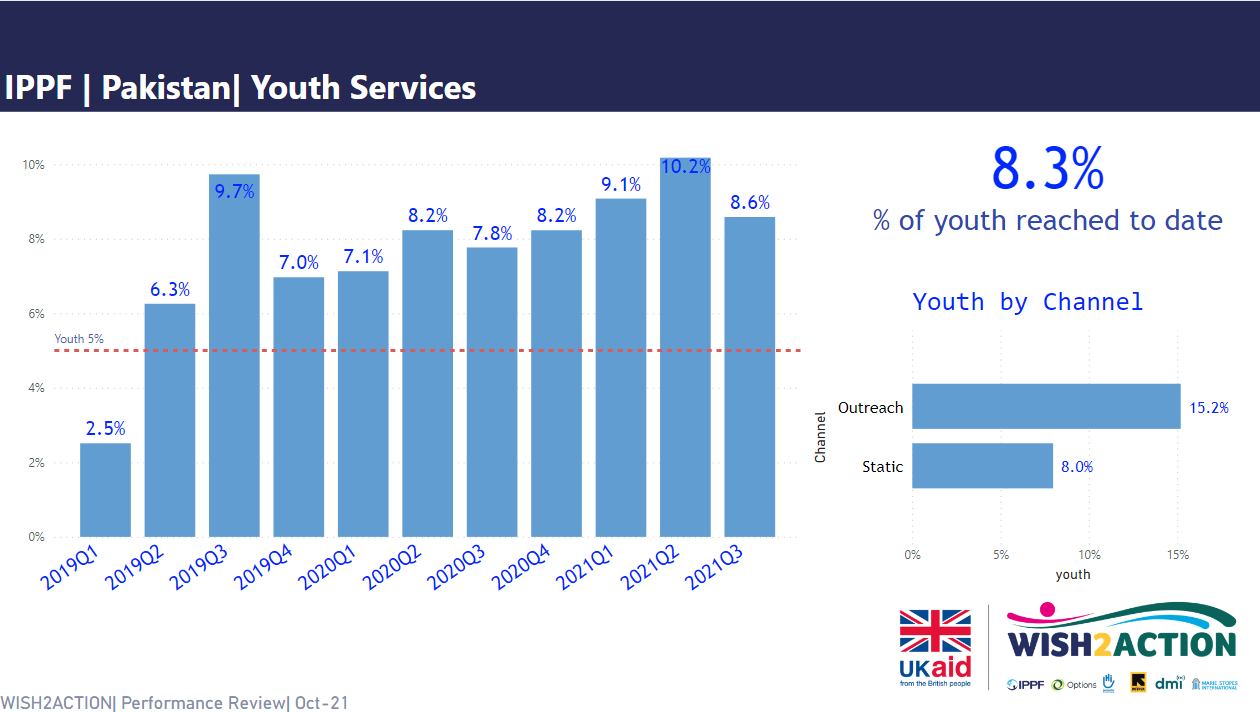 IPPF | Pakistan| Youth Services
10%
8%
6%
4%
2%
0%
Youth 5%
2.5%
6.3%
9.7%
7.0%
7.1%
8.2%
7.8%
8.2%
9.1%
10.2%
8.6%
2019Q1
2019Q2
2019Q3
2019Q4
2020Q1
2020Q2
2020Q3
2020Q4
2021Q1
2021Q2
2021Q3
8.3%
% of youth reached to date
Youth by Channel
Channel
Outreach
15.2%
Static
8.0%
0% 5% 10% 15%
youth
UKaid
from the British people
WISH2ACTION
IPPF Options dmi MARIE STOPES
INTERNATIONAL
WISH2ACTION| Performance Review| Oct-21